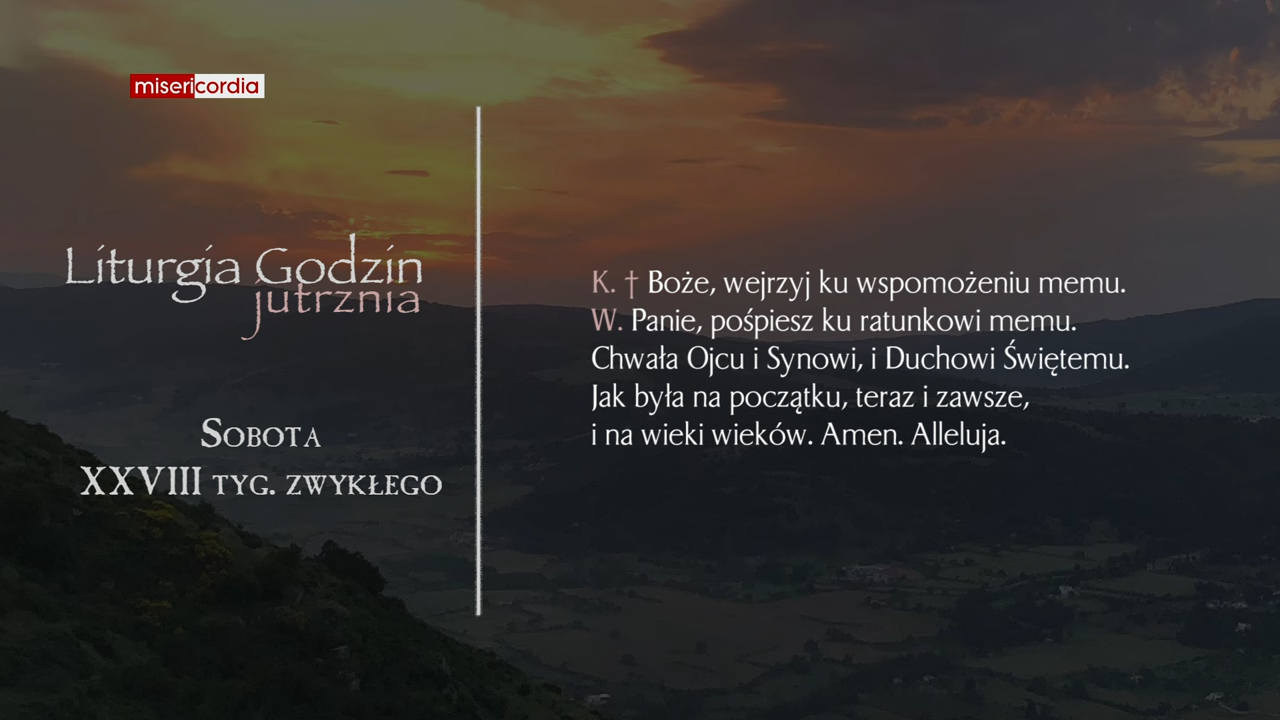 misericordia
Liturgia Godzin
jutrznia
Sobota
XXVIII tyg. zwykłego
K. † Boże, wejrzyj ku wspomożeniu memu.
W. Panie, pośpiesz ku ratunkowi memu.
Chwała Ojcu i Synowi, i Duchowi Świętemu.
Jak była na początku, teraz i zawsze,
i na wieki wieków. Amen. Alleluja.